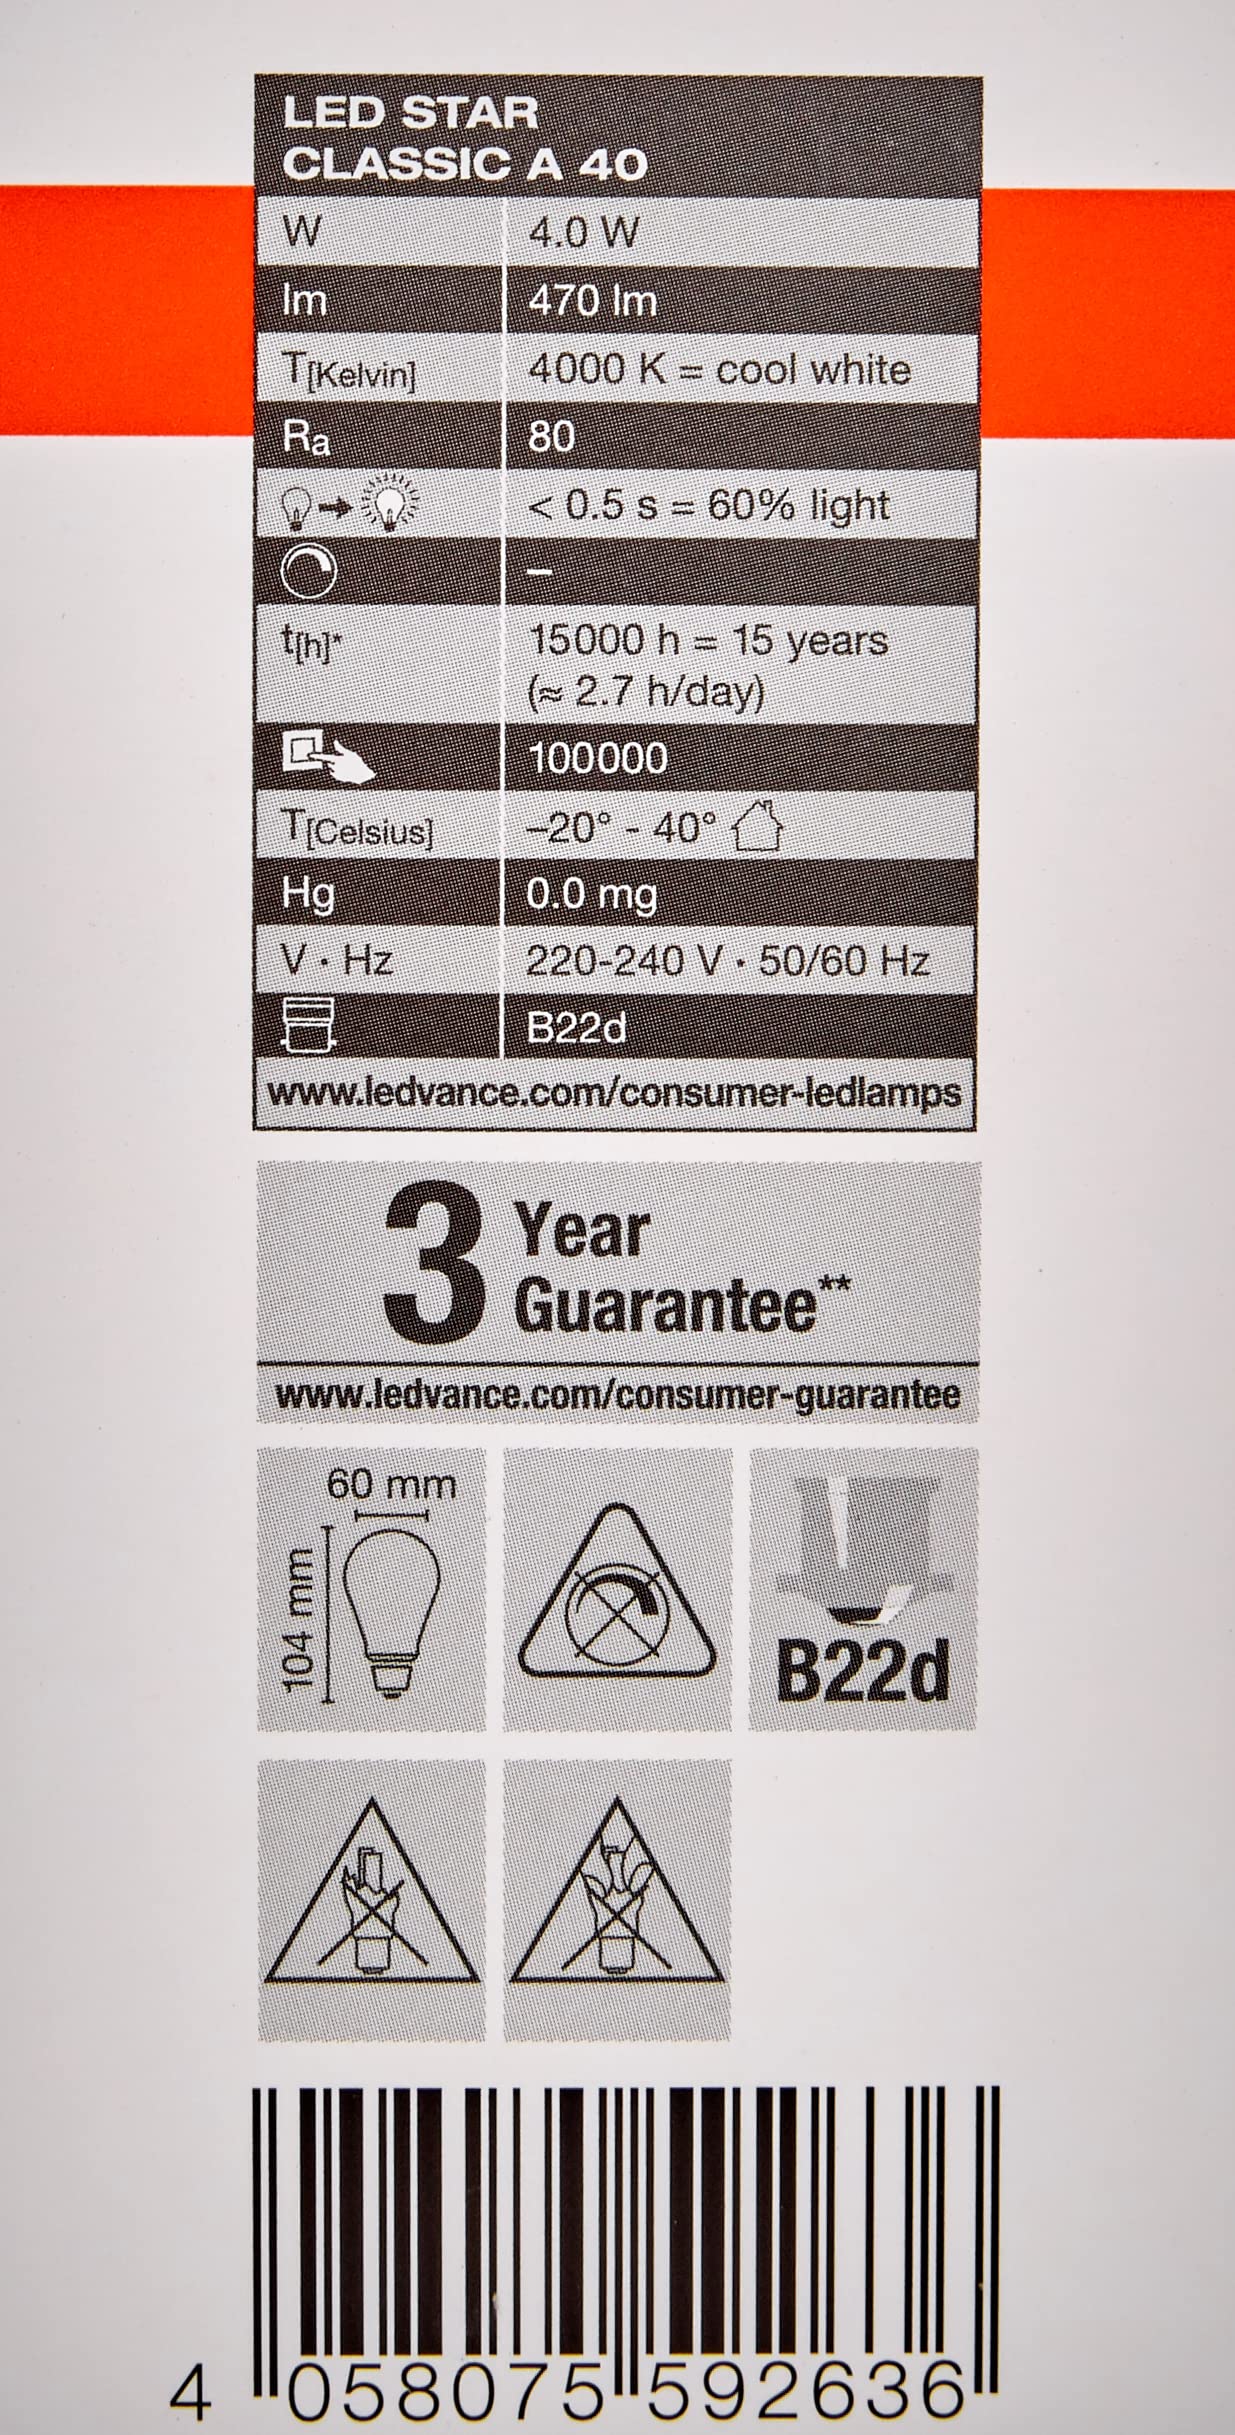 LED STAR
CLASSIC A 40
W 4.0 W
lm 470 lm
T[Kelvin] 4000 K = cool white
Ra 80
< 0.5 s = 60% light
–
t[h]* 15000 h = 15 years
(≈ 2.7 h/day)
100000
T[Celsius] –20° - 40°
Hg 0.0 mg
V · Hz 220-240 V · 50/60 Hz
B22d
www.ledvance.com/consumer-ledlamps
3 Year
Guarantee**
www.ledvance.com/consumer-guarantee
60 mm
104 mm
B22d
4 058075 592636